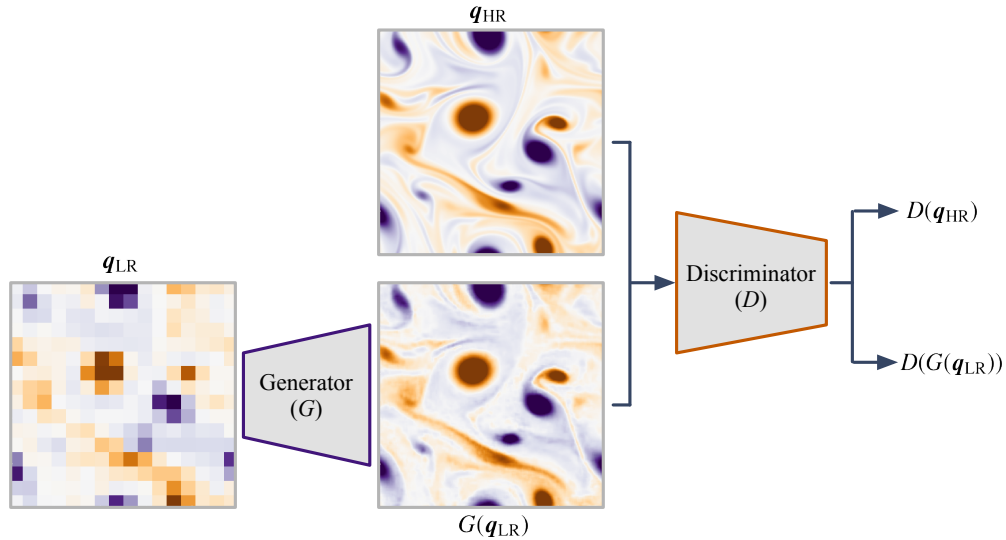 q_HR
q_LR
Generator
(G)
G(q_LR)
Discriminator
(D)
D(q_HR)
D(G(q_LR))